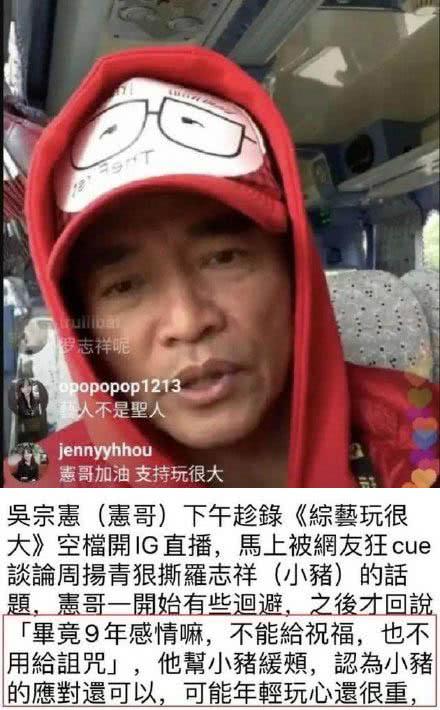 罗志祥呢
opopopop1213
藝人不是聖人
jennyyhhou
憲哥加油 支持玩很大
吳宗憲（憲哥）下午趁錄《綜藝玩很
大》空檔開IG直播，馬上被網友狂cue
談論周揚青狠撕羅志祥（小豬）的話
題，憲哥一開始有些迴避，之後才回說
「畢竟９年感情嘛，不能給祝福，也不
用給詛咒」，他幫小豬緩頰，認為小豬
的應對還可以，可能年輕玩心還很重，